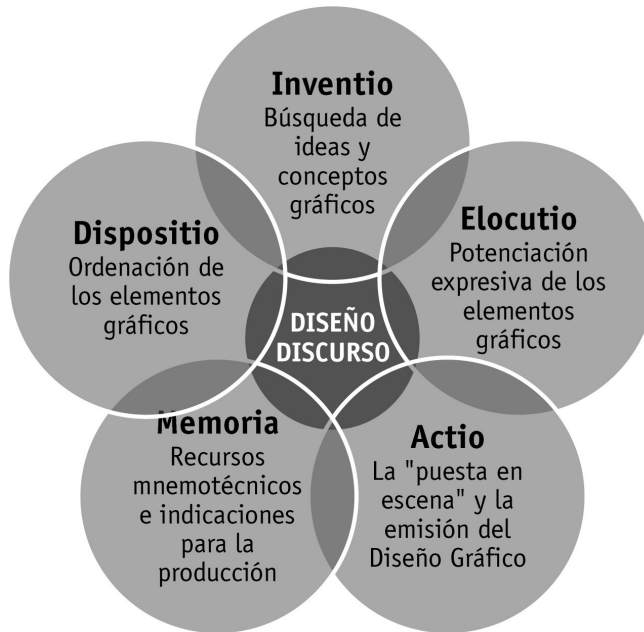 Inventio
Búsqueda de
ideas y
conceptos
gráficos
Dispositio
Ordenación de
los elementos
gráficos
Elocutio
Potenciación
expresiva de los
elementos
gráficos
DISEÑO
DISCURSO
Memoria
Recursos
mnemotécnicos
e indicaciones
para la
producción
Actio
La "puesta en
escena" y la
emisión del
Diseño Gráfico